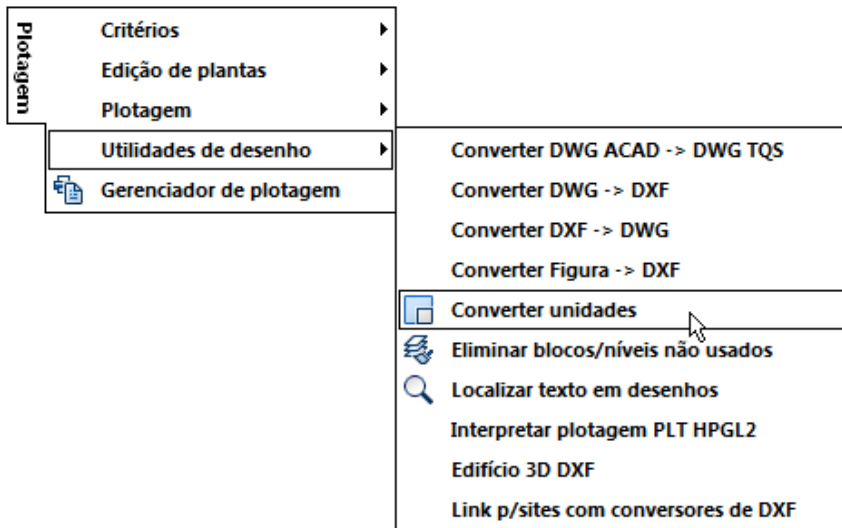 Plotagem
Critérios
Edição de plantas
Plotagem
Utilidades de desenho
Gerenciador de plotagem
Converter DWG ACAD -> DWG TQS
Converter DWG -> DXF
Converter DXF -> DWG
Converter Figura -> DXF
Converter unidades
Eliminar blocos/níveis não usados
Localizar texto em desenhos
Interpretar plotagem PLT HPGL2
Edifício 3D DXF
Link p/sites com conversores de DXF